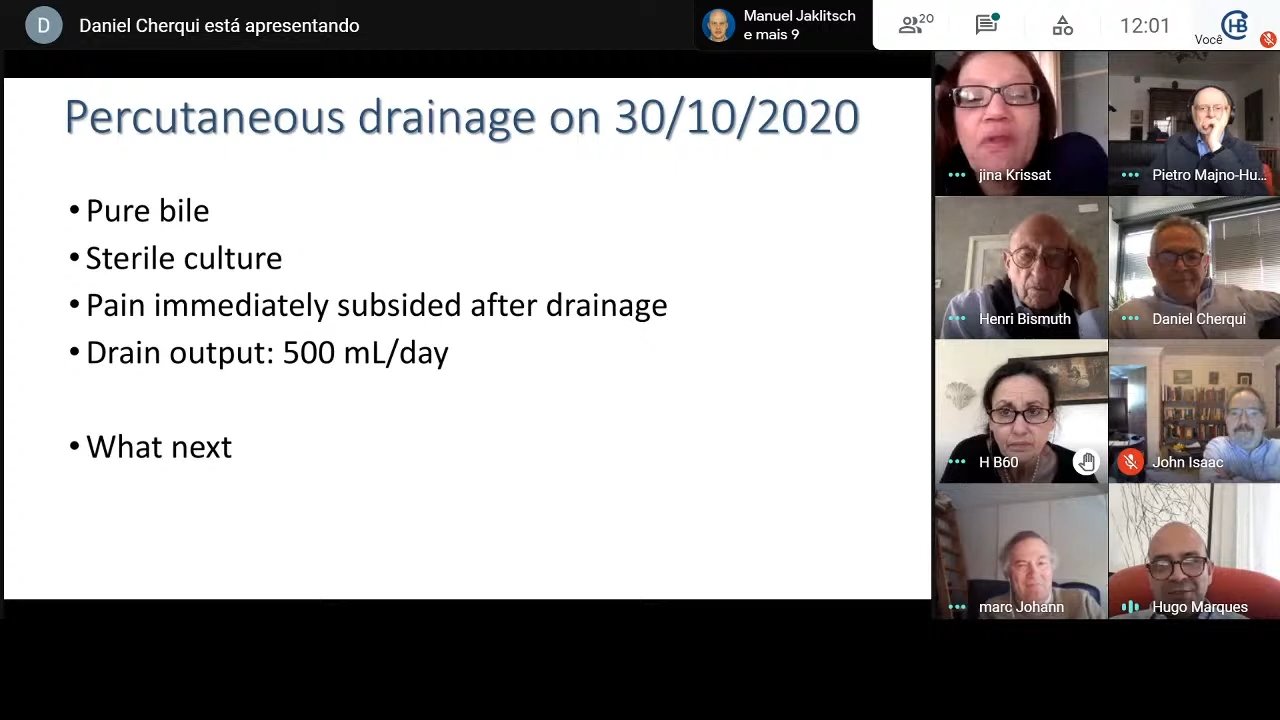 D
Daniel Cherqui está apresentando
Manuel Jaklitsch
e mais 9
20
12:01
Você
HB
Percutaneous drainage on 30/10/2020
• Pure bile
• Sterile culture
• Pain immediately subsided after drainage
• Drain output: 500 mL/day
• What next
jina Krissat
Pietro Majno-Hu...
Henri Bismuth
Daniel Cherqui
H B60
John Isaac
marc Johann
Hugo Marques